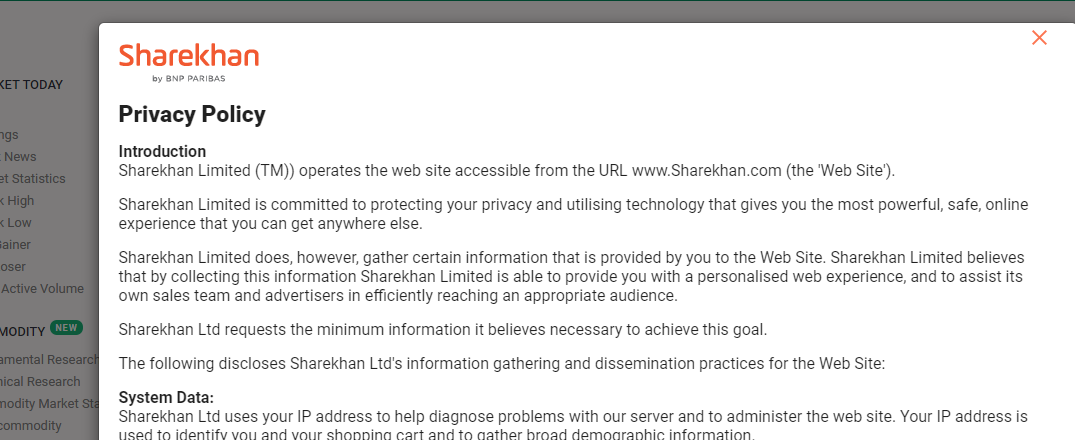 Sharekhan
by BNP PARIBAS
Privacy Policy
Introduction
Sharekhan Limited (TM)) operates the web site accessible from the URL www.Sharekhan.com (the 'Web Site').
Sharekhan Limited is committed to protecting your privacy and utilising technology that gives you the most powerful, safe, online
experience that you can get anywhere else.
Sharekhan Limited does, however, gather certain information that is provided by you to the Web Site. Sharekhan Limited believes
that by collecting this information Sharekhan Limited is able to provide you with a personalised web experience, and to assist its
own sales team and advertisers in efficiently reaching an appropriate audience.
Sharekhan Ltd requests the minimum information it believes necessary to achieve this goal.
The following discloses Sharekhan Ltd's information gathering and dissemination practices for the Web Site:
System Data:
Sharekhan Ltd uses your IP address to help diagnose problems with our server and to administer the web site. Your IP address is
used to identify you and your shopping cart and to gather broad demographic information.
KET TODAY
ngs
News
et Statistics
k High
k Low
Gainer
oser
Active Volume
MODITY NEW
amental Research
nical Research
modity Market Sta
commodity